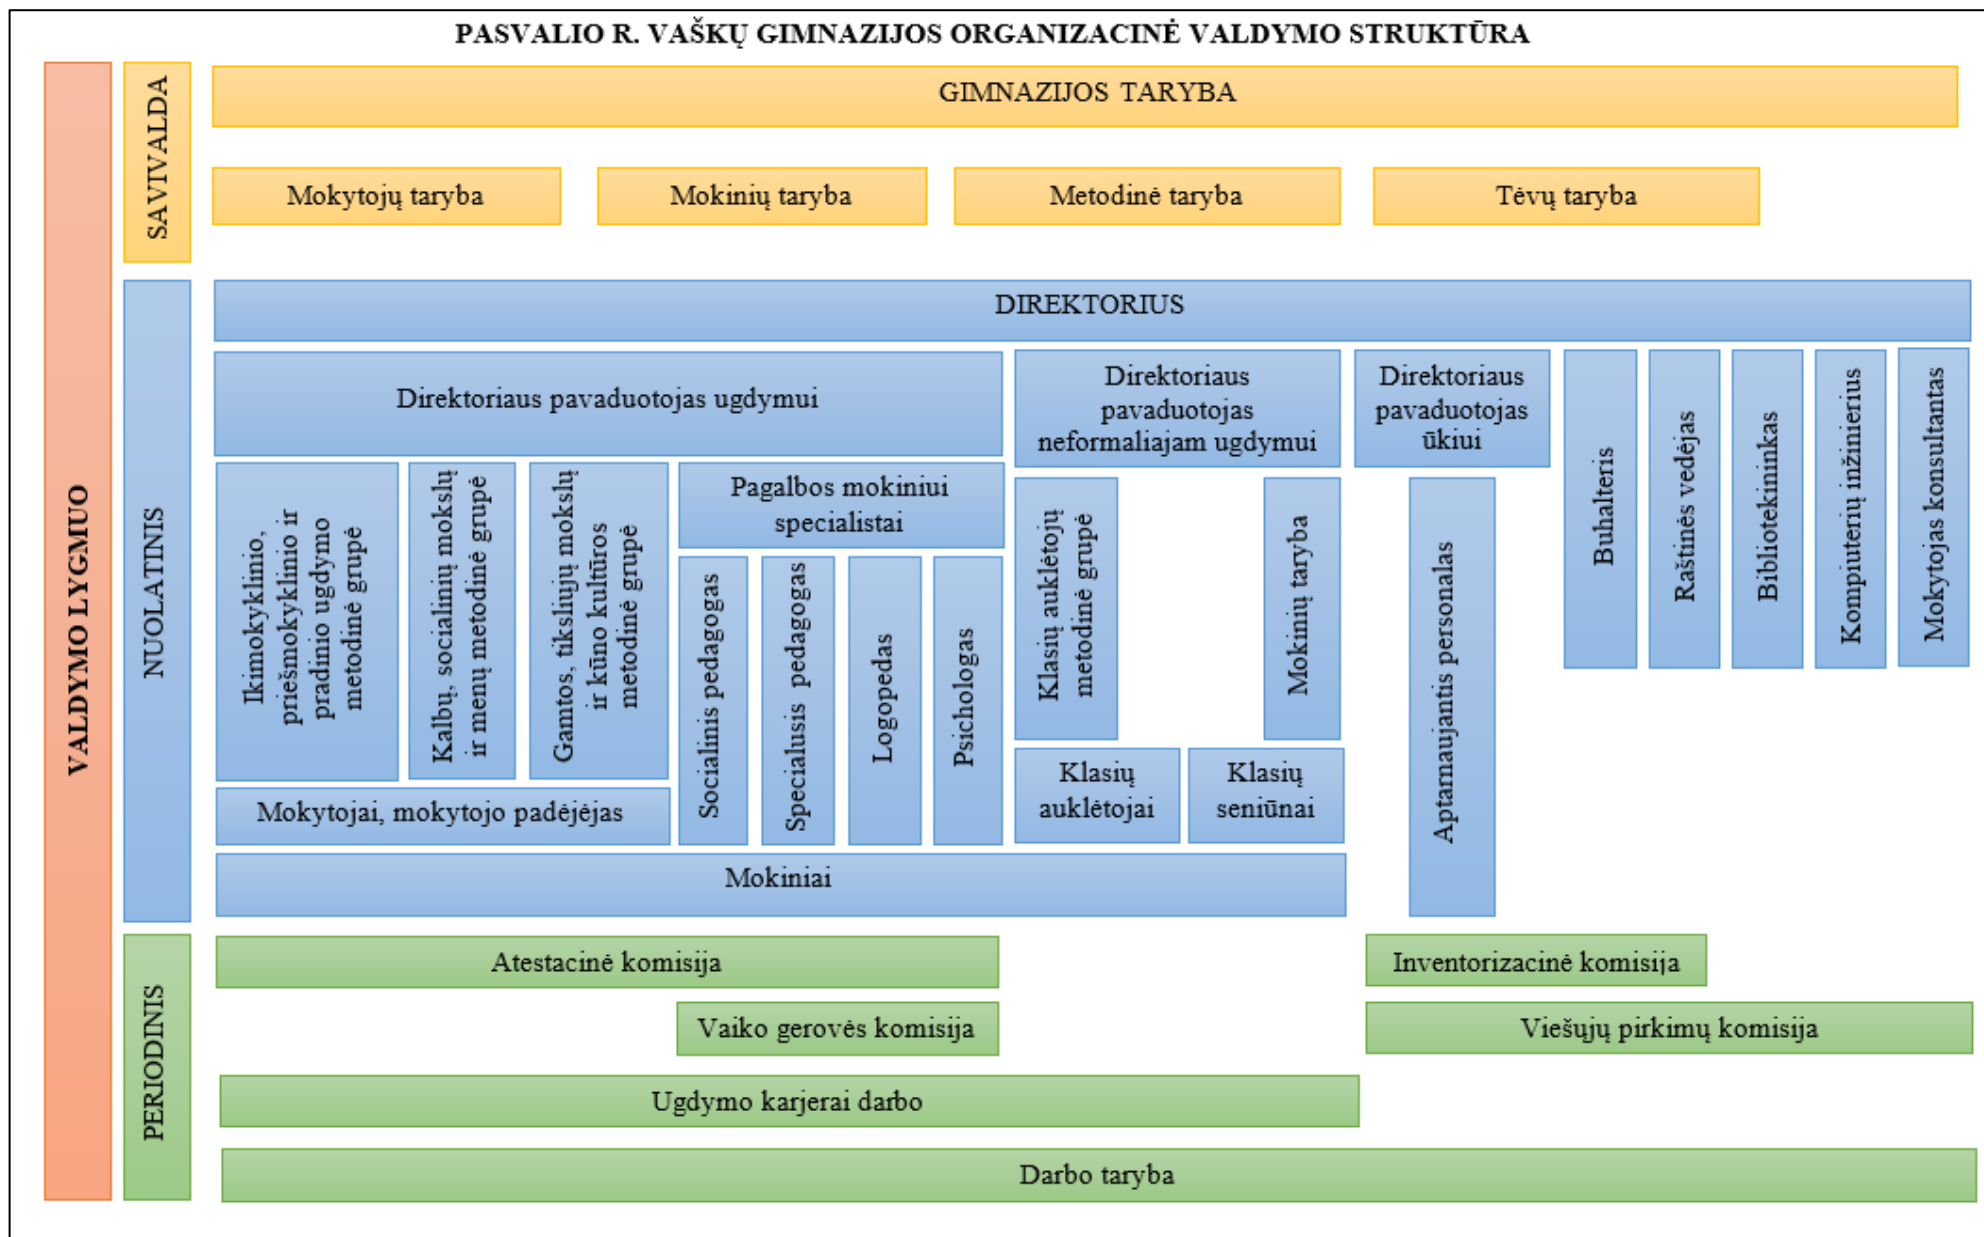 PASVALIO R. VAŠKŲ GIMNAZIJOS ORGANIZACINĖ VALDYMO STRUKTŪRA
VALDYMO LYGMUO
SAVIVALDA
GIMNAZIJOS TARYBA
Mokytojų taryba
Mokinių taryba
Metodinė taryba
Tėvų taryba
NUOLATINIS
DIREKTORIUS
Direktoriaus pavaduotojas ugdymui
Direktoriaus
pavaduotojas
neformaliajam ugdymui
Direktoriaus
pavaduotojas
ūkiui
Buhalteris
Raštinės vedėjas
Bibliotekininkas
Kompiuterių inžinierius
Mokytojas konsultantas
Ikimokyklinio,
priešmokyklinio ir
pradinio ugdymo
metodinė grupė
Kalbų, socialinių mokslų
ir menų metodinė grupė
Gamtos, tiksliųjų mokslų
ir kūno kultūros
metodinė grupė
Pagalbos mokiniui
specialistai
Socialinis pedagogas
Specialusis pedagogas
Logopedas
Psichologas
Klasių auklėtojų
metodinė grupė
Mokinių taryba
Aptarnaujantis personalas
Mokytojai, mokytojo padėjėjas
Klasių
auklėtojai
Klasių
seniūnai
Mokiniai
PERIODINIS
Atestacinė komisija
Inventorizacinė komisija
Vaiko gerovės komisija
Viešųjų pirkimų komisija
Ugdymo karjerai darbo
Darbo taryba